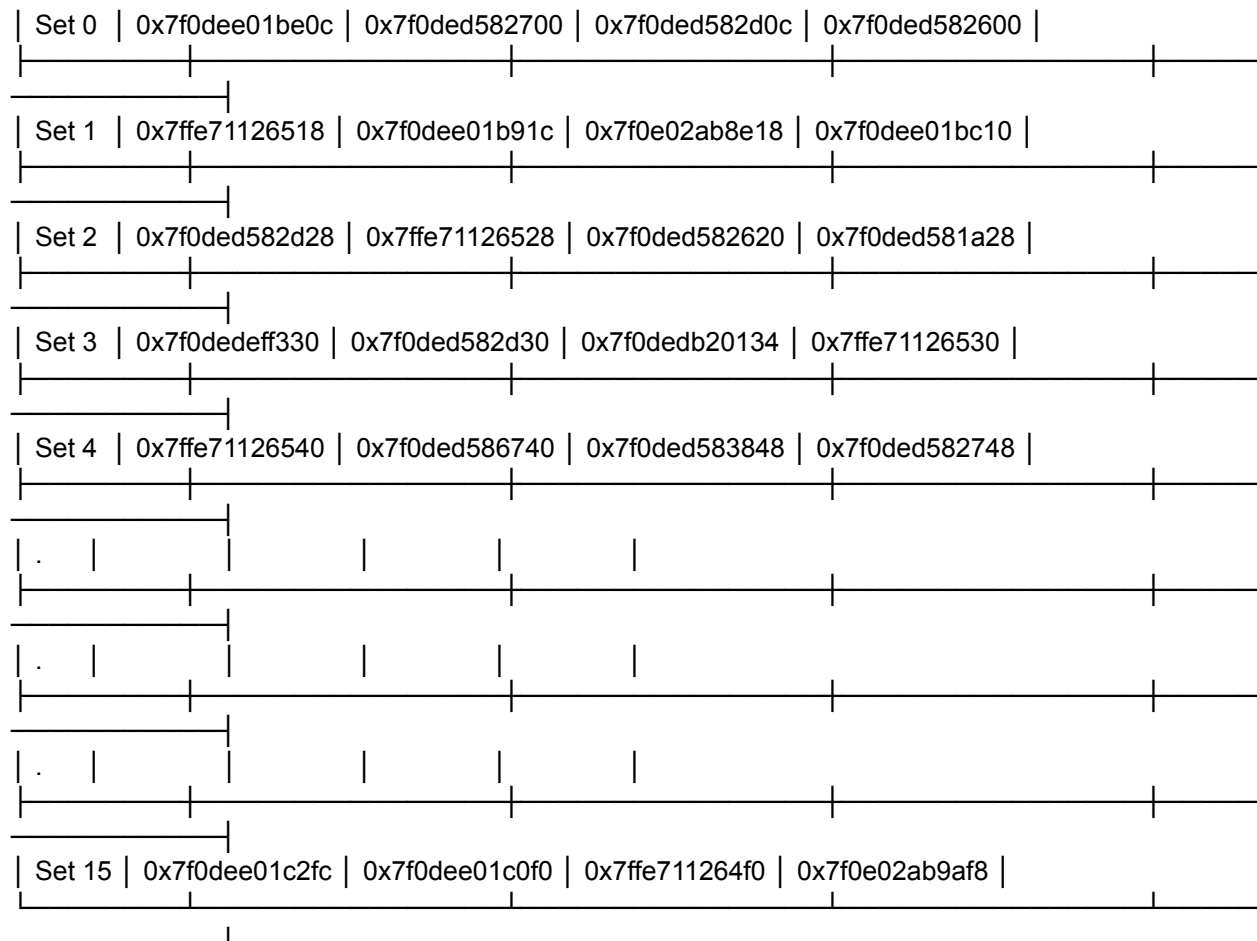 │ Set 0 │ 0x7f0dee01be0c │ 0x7f0ded582700 │ 0x7f0ded582d0c │ 0x7f0ded582600 │
│ Set 1 │ 0x7ffe71126518 │ 0x7f0dee01b91c │ 0x7f0e02ab8e18 │ 0x7f0dee01bc10 │
│ Set 2 │ 0x7f0ded582d28 │ 0x7ffe71126528 │ 0x7f0ded582620 │ 0x7f0ded581a28 │
│ Set 3 │ 0x7f0dedeff330 │ 0x7f0ded582d30 │ 0x7f0dedb20134 │ 0x7ffe71126530 │
│ Set 4 │ 0x7ffe71126540 │ 0x7f0ded586740 │ 0x7f0ded583848 │ 0x7f0ded582748 │
│ . │ │ │ │ │
│ . │ │ │ │ │
│ . │ │ │ │ │
│ Set 15 │ 0x7f0dee01c2fc │ 0x7f0dee01c0f0 │ 0x7ffe711264f0 │ 0x7f0e02ab9af8 │